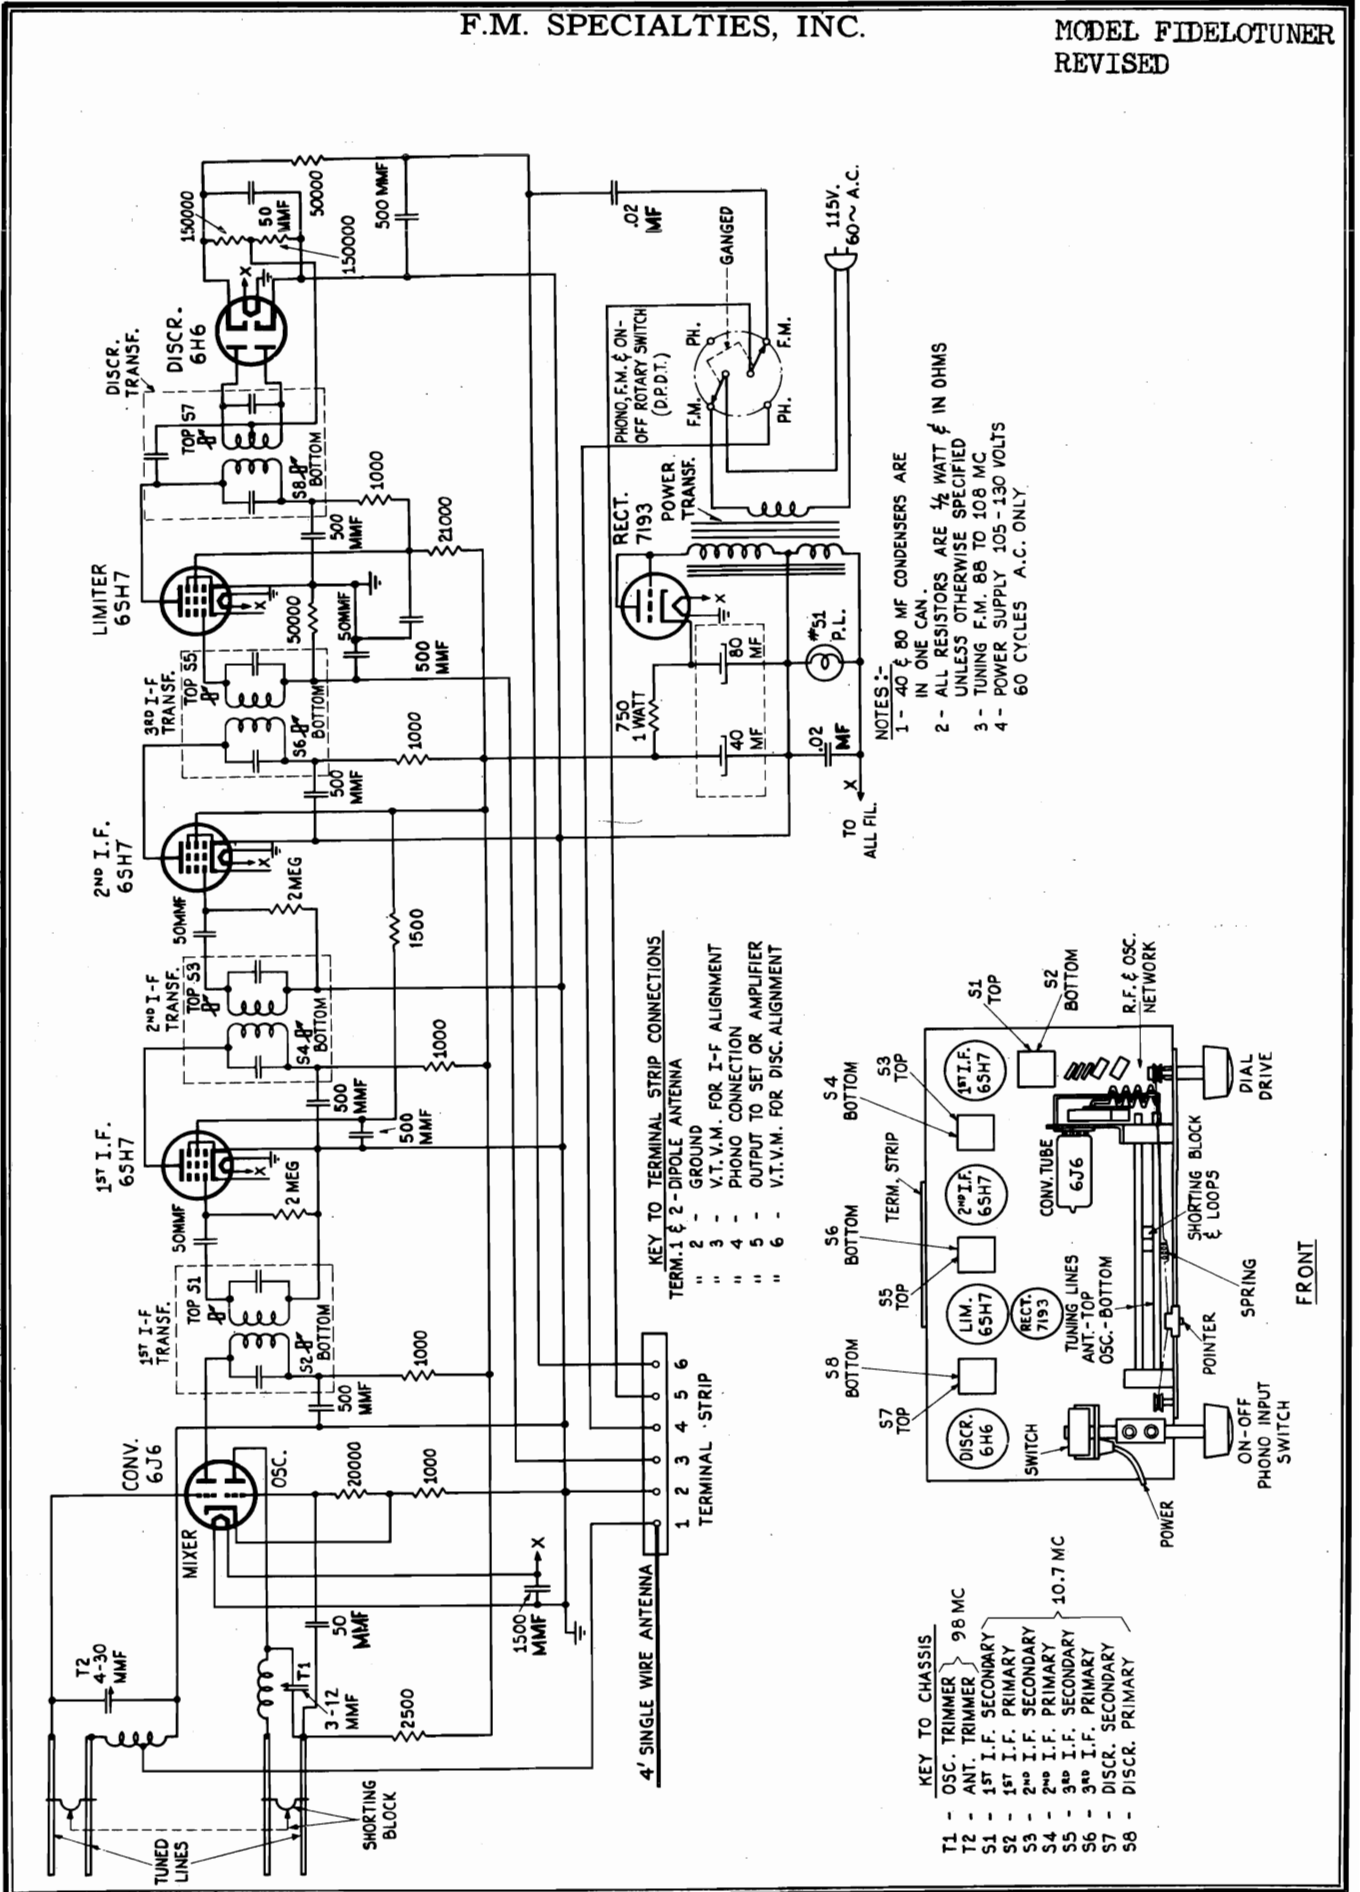 F.M. SPECIALTIES, INC.
MODEL FIDELOTUNER
REVISED
TUNED
LINES
SHORTING
BLOCK
T2
4-30
MMF
T1
3-12
MMF
2500
50
MMF
1500
MMF
X
MIXER
CONV.
6J6
OSC.
20000
1000
500
MMF
1000
1ST I-F
TRANSF.
TOP S1
S2
BOTTOM
50MMF
2 MEG
1ST I.F.
6SH7
X
500
MMF
500
MMF
1000
2ND I-F
TRANSF.
TOP S3
S4
BOTTOM
50MMF
2MEG
1500
2ND I.F.
6SH7
X
500
MMF
1000
3RD I-F
TRANSF.
TOP S5
S6
BOTTOM
50000
50MMF
500
MMF
LIMITER
6SH7
X
500
MMF
1000
21000
DISCR.
TRANSF.
TOP S7
S8
BOTTOM
DISCR.
6H6
X
150000
50
MMF
150000
50000
500 MMF
.02
MF
PHONO, F.M. & ON-
OFF ROTARY SWITCH
(D.P.D.T.)
GANGED
F.M.
PH.
PH.
F.M.
115V.
60~ A.C.
RECT.
7193
POWER
TRANSF.
X
750
1 WATT
40
MF
80
MF
#51
P.L.
.02
MF
TO X
ALL FIL.
4' SINGLE WIRE ANTENNA
1 2 3 4 5 6
TERMINAL STRIP
KEY TO TERMINAL STRIP CONNECTIONS
TERM. 1 & 2 - DIPOLE ANTENNA
" 2 - GROUND
" 3 - V.T.V.M. FOR I-F ALIGNMENT
" 4 - PHONO CONNECTION
" 5 - OUTPUT TO SET OR AMPLIFIER
" 6 - V.T.V.M. FOR DISC. ALIGNMENT
NOTES:-
1 - 40 & 80 MF CONDENSERS ARE
IN ONE CAN.
2 - ALL RESISTORS ARE 1/2 WATT & IN OHMS
UNLESS OTHERWISE SPECIFIED
3 - TUNING F.M. 88 TO 108 MC
4 - POWER SUPPLY 105-130 VOLTS
60 CYCLES A.C. ONLY
KEY TO CHASSIS
T1 - OSC. TRIMMER
T2 - ANT. TRIMMER
98 MC
S1 - 1ST I.F. SECONDARY
S2 - 1ST I.F. PRIMARY
S3 - 2ND I.F. SECONDARY
S4 - 2ND I.F. PRIMARY
S5 - 3RD I.F. SECONDARY
S6 - 3RD I.F. PRIMARY
S7 - DISCR. SECONDARY
S8 - DISCR. PRIMARY
10.7 MC
S7
TOP
S8
BOTTOM
S5
TOP
S6
BOTTOM
TERM. STRIP
S4
BOTTOM
S3
TOP
S1
TOP
S2
BOTTOM
R.F. & OSC.
NETWORK
DISCR.
6H6
LIM.
6SH7
RECT.
7193
2ND I.F.
6SH7
1ST I.F.
6SH7
CONV. TUBE
6J6
SWITCH
TUNING LINES
ANT.-TOP
OSC.-BOTTOM
SHORTING BLOCK
& LOOPS
POWER
ON-OFF
PHONO INPUT
SWITCH
POINTER
SPRING
DIAL
DRIVE
FRONT